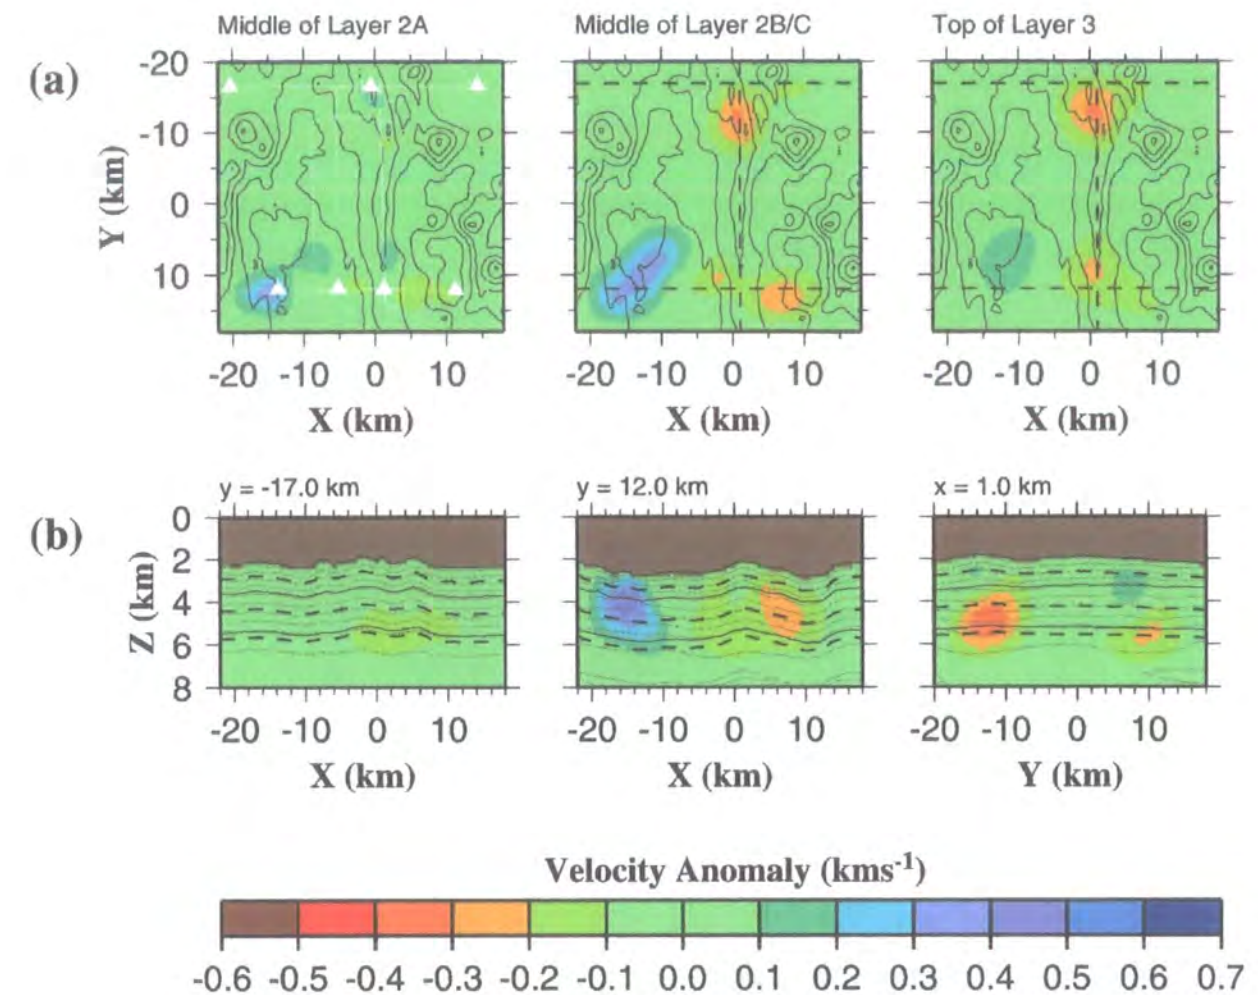 Middle of Layer 2A Middle of Layer 2B/C Top of Layer 3
(a)
-20
-10
0
10
Y (km)
-20 -10 0 10 -20 -10 0 10 -20 -10 0 10
X (km) X (km) X (km)
y = -17.0 km y = 12.0 km x = 1.0 km
(b)
0
2
4
6
8
Z (km)
-20 -10 0 10 -20 -10 0 10 -20 -10 0 10
X (km) X (km) Y (km)
Velocity Anomaly (kms⁻¹)
-0.6 -0.5 -0.4 -0.3 -0.2 -0.1 0.0 0.1 0.2 0.3 0.4 0.5 0.6 0.7